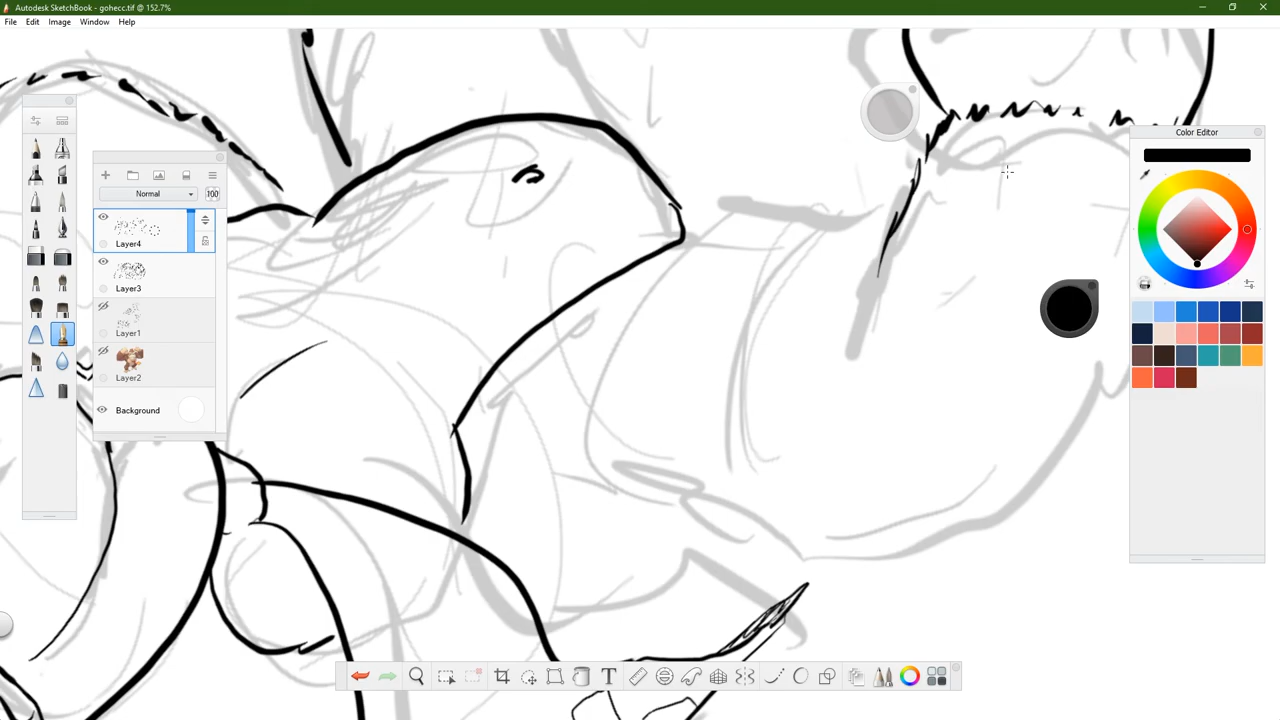 Autodesk SketchBook - gohecc.tif @ 152.7%
File Edit Image Window Help
Color Editor
Normal 100
Layer4
Layer3
Layer1
Layer2
Background
T